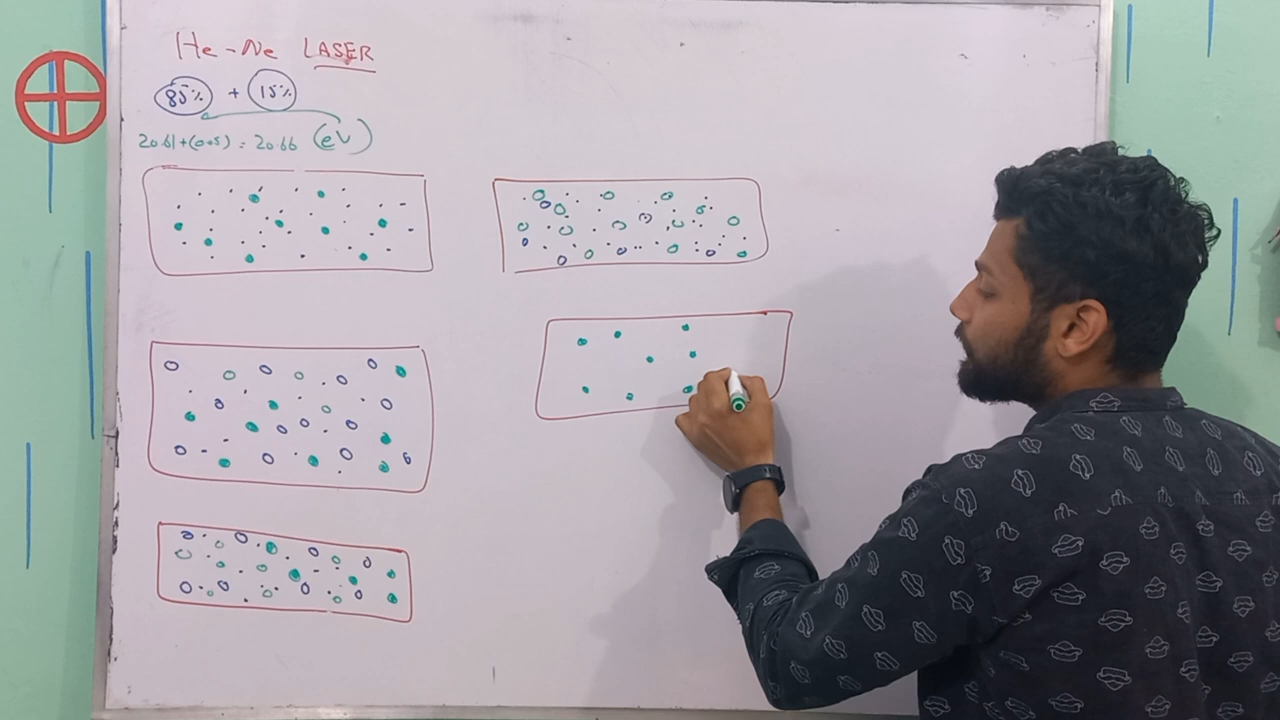 He-Ne LASER
85% + 15%
20.61+(0.05) = 20.66 (eV)